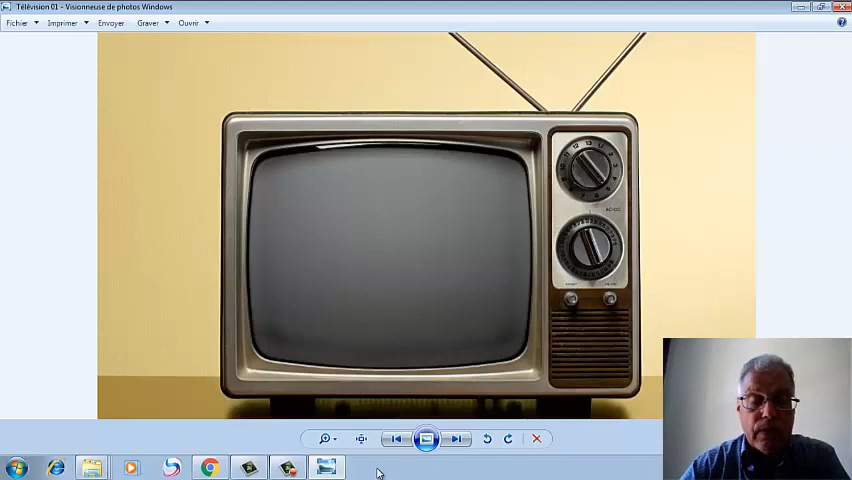 Télévision 01 - Visionneuse de photos Windows
Fichier Imprimer Envoyer Graver Ouvrir